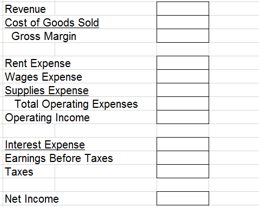 Revenue
Cost of Goods Sold
Gross Margin
Rent Expense
Wages Expense
Supplies Expense
Total Operating Expenses
Operating Income
Interest Expense
Earnings Before Taxes
Taxes
Net Income